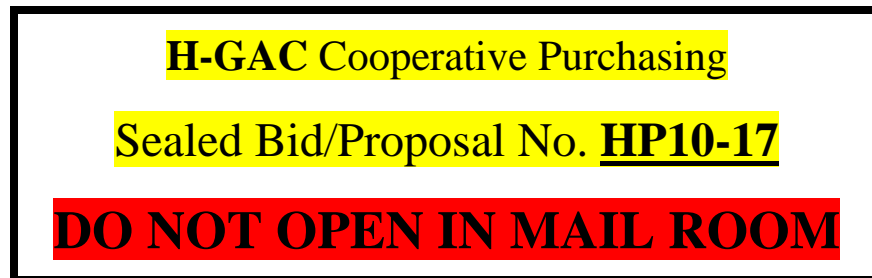 H-GAC Cooperative Purchasing
Sealed Bid/Proposal No. HP10-17
DO NOT OPEN IN MAIL ROOM